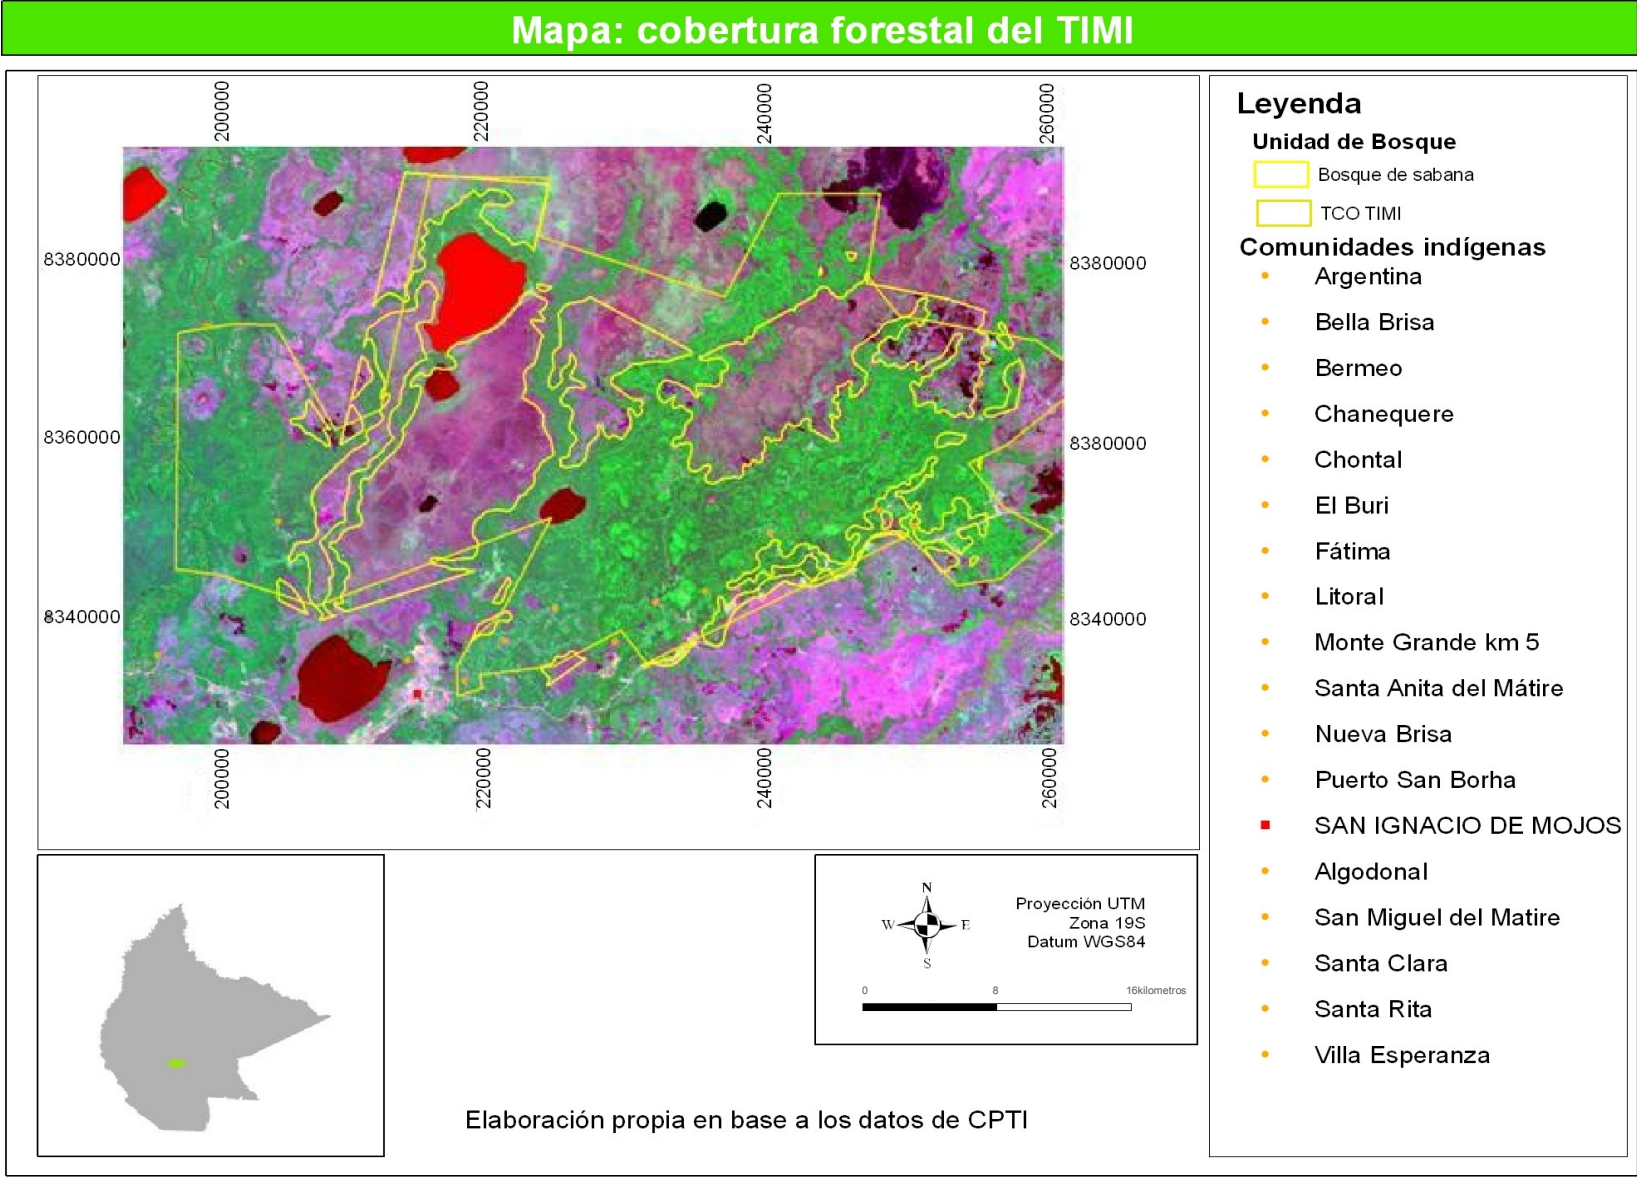 Mapa: cobertura forestal del TIMI
200000
220000
240000
260000
8380000
8360000
8340000
8380000
8380000
8340000
200000
220000
240000
260000
Leyenda
Unidad de Bosque
Bosque de sabana
TCO TIMI
Comunidades indígenas
Argentina
Bella Brisa
Bermeo
Chanequere
Chontal
El Buri
Fátima
Litoral
Monte Grande km 5
Santa Anita del Mátire
Nueva Brisa
Puerto San Borha
SAN IGNACIO DE MOJOS
Algodonal
San Miguel del Matire
Santa Clara
Santa Rita
Villa Esperanza
N
W
E
S
Proyección UTM
Zona 19S
Datum WGS84
0 8 16kilometros
Elaboración propia en base a los datos de CPTI